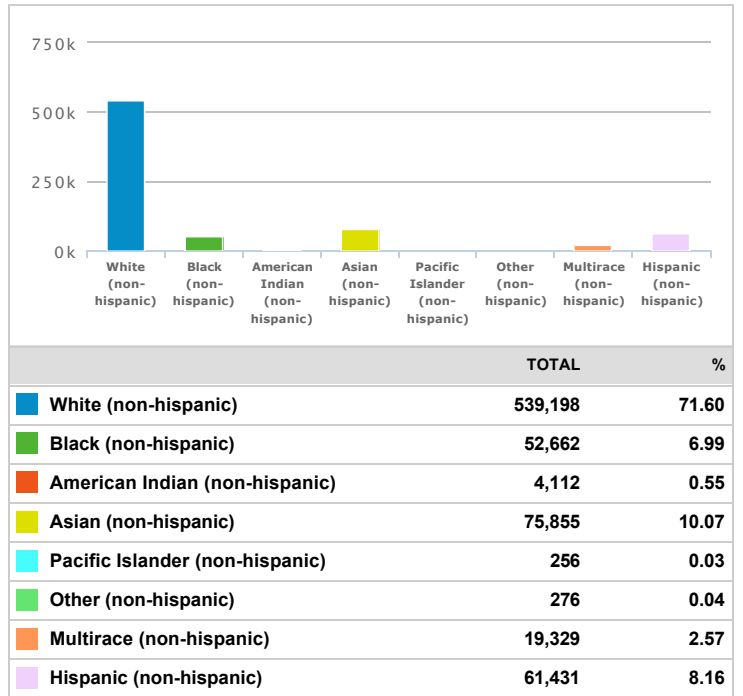 750k
500k
250k
0k
White (non-hispanic)
Black (non-hispanic)
American Indian (non-hispanic)
Asian (non-hispanic)
Pacific Islander (non-hispanic)
Other (non-hispanic)
Multirace (non-hispanic)
Hispanic (non-hispanic)
TOTAL %
White (non-hispanic) 539,198 71.60
Black (non-hispanic) 52,662 6.99
American Indian (non-hispanic) 4,112 0.55
Asian (non-hispanic) 75,855 10.07
Pacific Islander (non-hispanic) 256 0.03
Other (non-hispanic) 276 0.04
Multirace (non-hispanic) 19,329 2.57
Hispanic (non-hispanic) 61,431 8.16